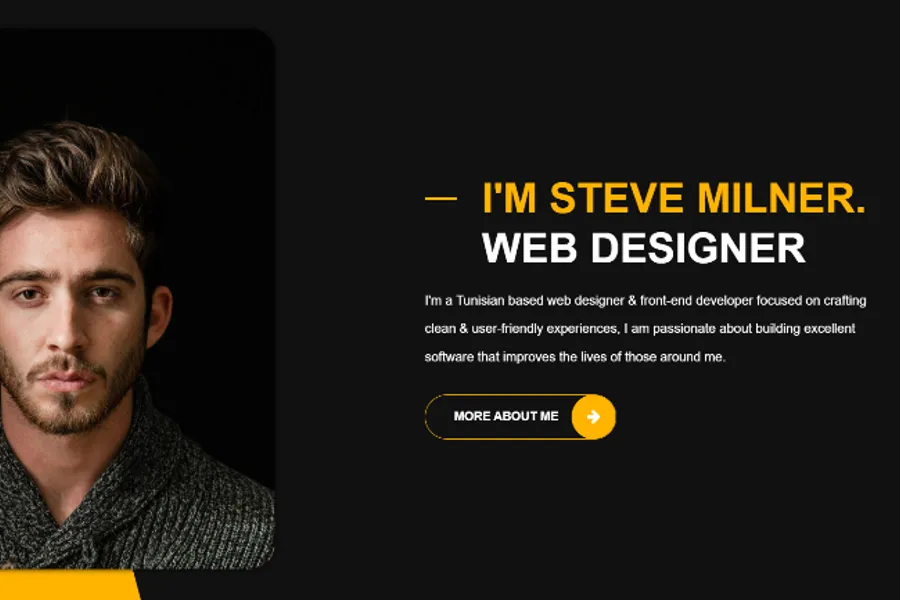 I'M STEVE MILNER.
WEB DESIGNER
I'm a Tunisian based web designer & front-end developer focused on crafting
clean & user-friendly experiences, I am passionate about building excellent
software that improves the lives of those around me.
MORE ABOUT ME